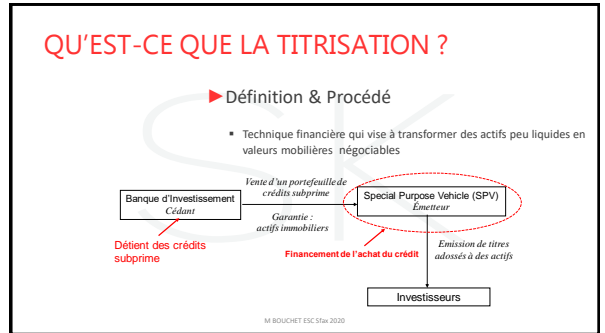 QU'EST-CE QUE LA TITRISATION ?
Définition & Procédé
Technique financière qui vise à transformer des actifs peu liquides en
valeurs mobilières négociables
Vente d'un portefeuille de
crédits subprime
Banque d'Investissement
Cédant
Special Purpose Vehicle (SPV)
Émetteur
Garantie :
actifs immobiliers
Détient des crédits
subprime
Financement de l'achat du crédit
Emission de titres
adossés à des actifs
Investisseurs
M BOUCHET ESC Sfax 2020
SK